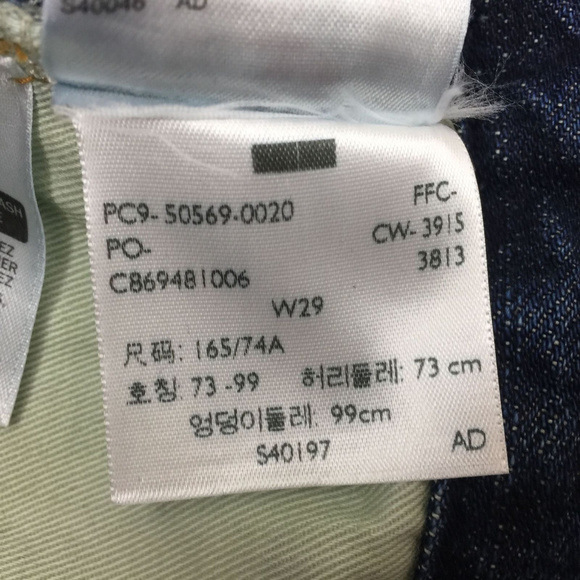 S40046 AD
PC9- 50569-0020 FFC-
PO- CW- 3915
C869481006 3813
W29
尺码: 165/74A
호칭: 73 -99 허리둘레: 73 cm
엉덩이둘레: 99cm
S40197 AD